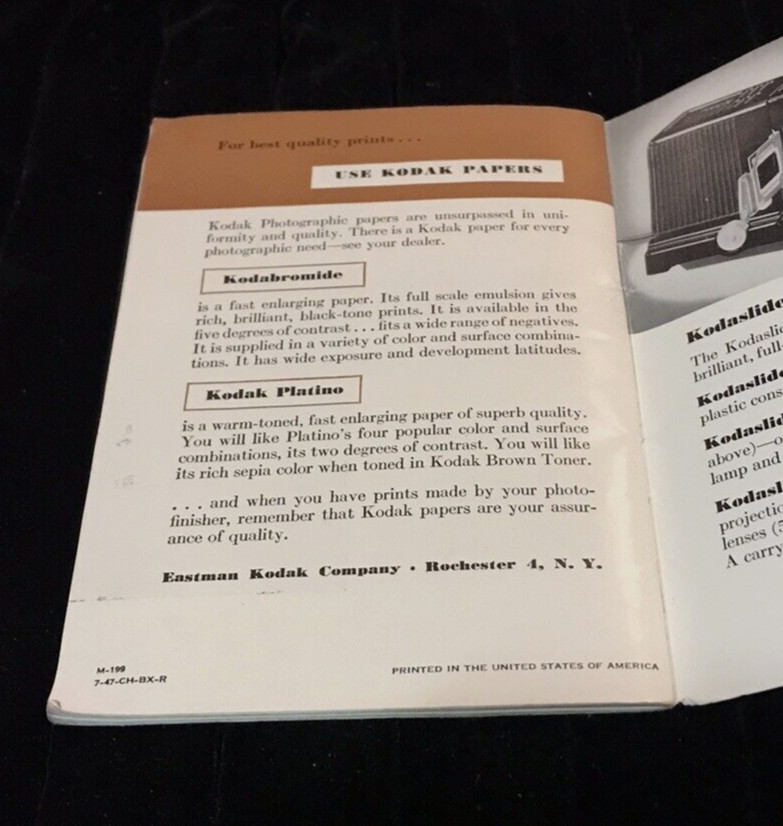 For best quality prints...
USE KODAK PAPERS
Kodak Photographic papers are unsurpassed in uni-
formity and quality. There is a Kodak paper for every
photographic need—see your dealer.
Kodabromide
is a fast enlarging paper. Its full scale emulsion gives
rich, brilliant, black-tone prints. It is available in the
five degrees of contrast... fits a wide range of negatives.
It is supplied in a variety of color and surface combina-
tions. It has wide exposure and development latitudes.
Kodak Platino
is a warm-toned, fast enlarging paper of superb quality.
You will like Platino's four popular color and surface
combinations, its two degrees of contrast. You will like
its rich sepia color when toned in Kodak Brown Toner.
... and when you have prints made by your photo-
finisher, remember that Kodak papers are your assur-
ance of quality.
Eastman Kodak Company • Rochester 4, N. Y.
M-199
7-47-CH-BX-R
PRINTED IN THE UNITED STATES OF AMERICA
Kodaslide
The Kodaslid
brilliant, full-
Kodaslide
plastic cons
Kodaslid
above)—o
lamp and
Kodasl
projectio
lenses (5
A carry